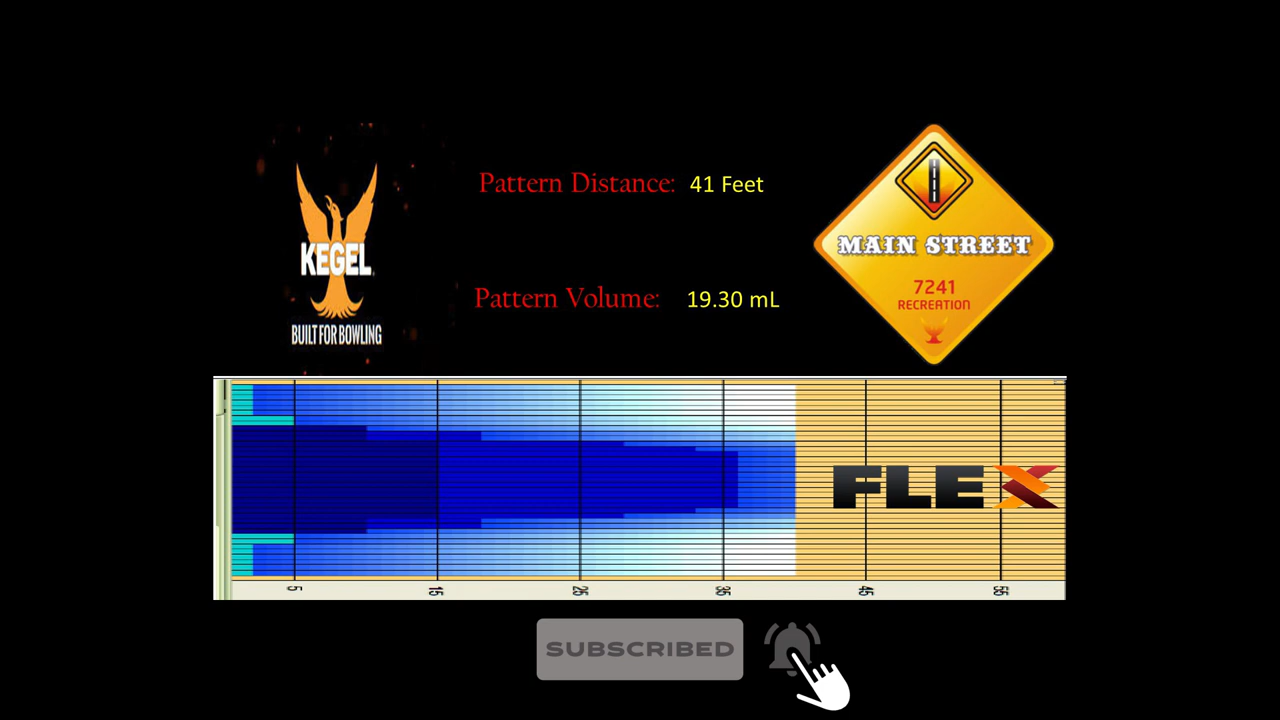 Pattern Distance: 41 Feet
KEGEL
BUILT FOR BOWLING
Pattern Volume: 19.30 mL
MAIN STREET
7241
RECREATION
FLEX
5 15 25 35 45 55
SUBSCRIBED